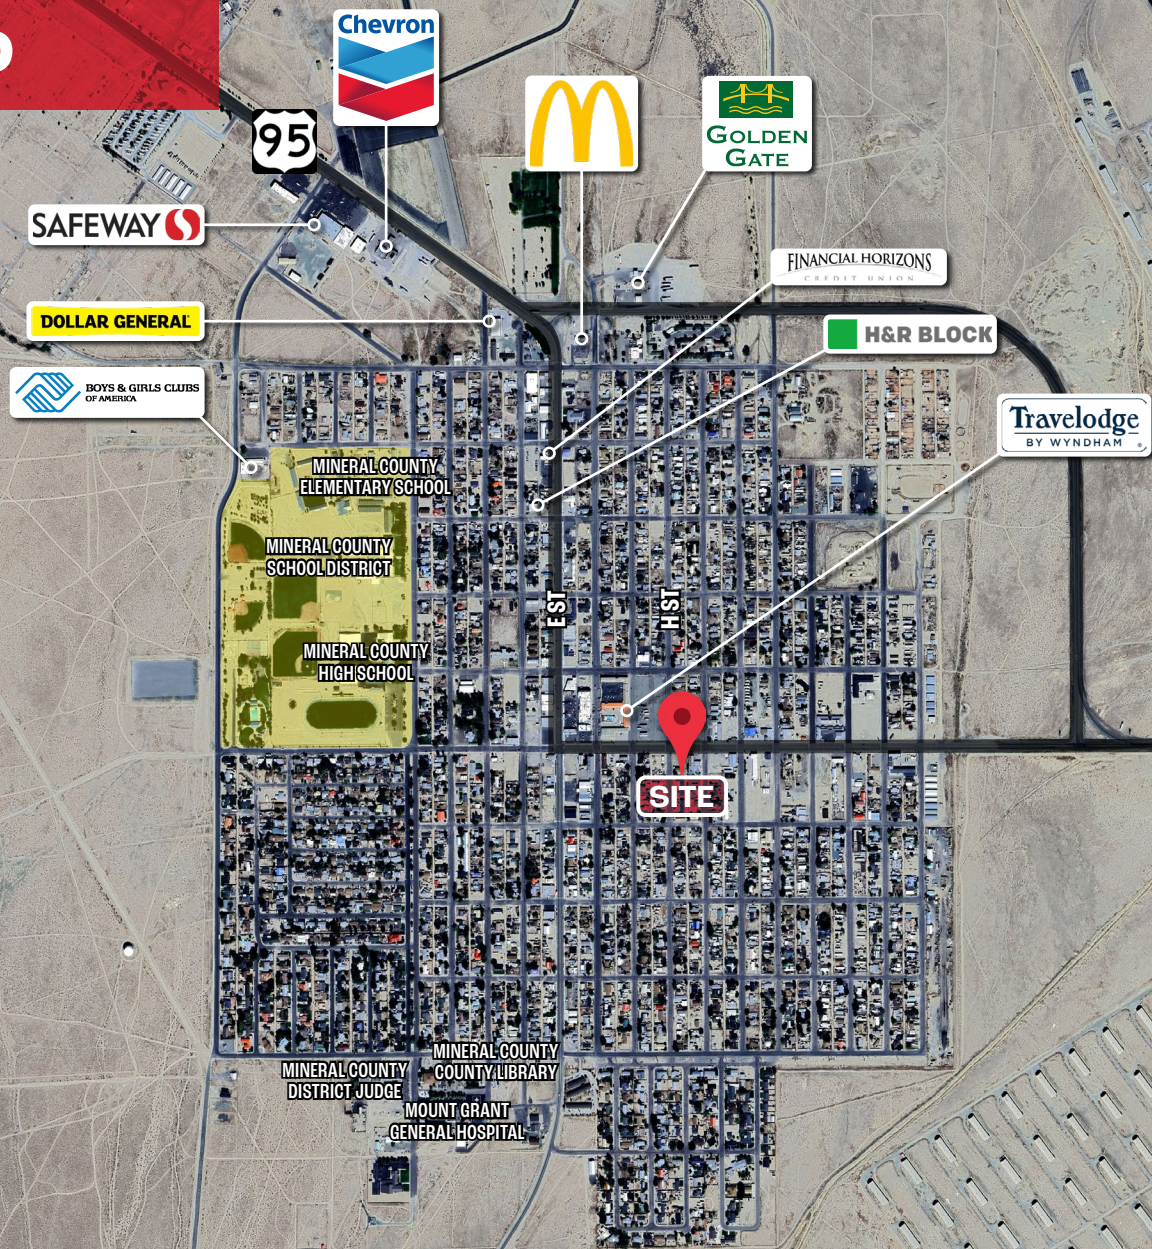 Chevron
95
GOLDEN
GATE
SAFEWAY
FINANCIAL HORIZONS
CREDIT UNION
DOLLAR GENERAL
H&R BLOCK
BOYS & GIRLS CLUBS
OF AMERICA
Travelodge
BY WYNDHAM
MINERAL COUNTY
ELEMENTARY SCHOOL
MINERAL COUNTY
SCHOOL DISTRICT
E ST
H ST
MINERAL COUNTY
HIGH SCHOOL
SITE
MINERAL COUNTY
COUNTY LIBRARY
MINERAL COUNTY
DISTRICT JUDGE
MOUNT GRANT
GENERAL HOSPITAL